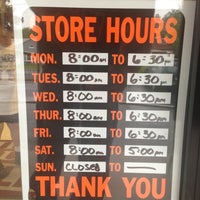 STORE HOURS
MON. 8:00am TO 6:30pm
TUES. 8:00am TO 6:30pm
WED. 8:00am TO 6:30pm
THUR. 8:00am TO 6:30pm
FRI. 8:00am TO 6:30pm
SAT. 8:00am TO 5:00pm
SUN. CLOSED TO —
THANK YOU